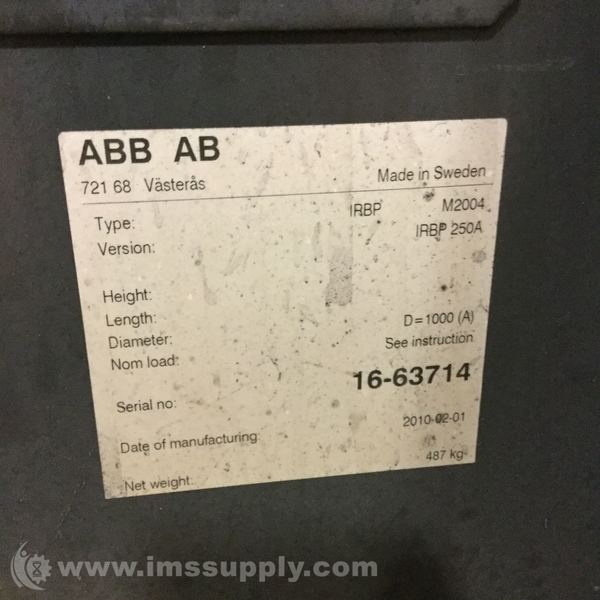 ABB AB
721 68 Västerås Made in Sweden
Type: IRBP M2004
Version: IRBP 250A
Height:
Length:
Diameter: D=1000 (A)
Nom load: See instruction
Serial no: 16-63714
Date of manufacturing: 2010-02-01
Net weight: 487 kg
www.imssupply.com